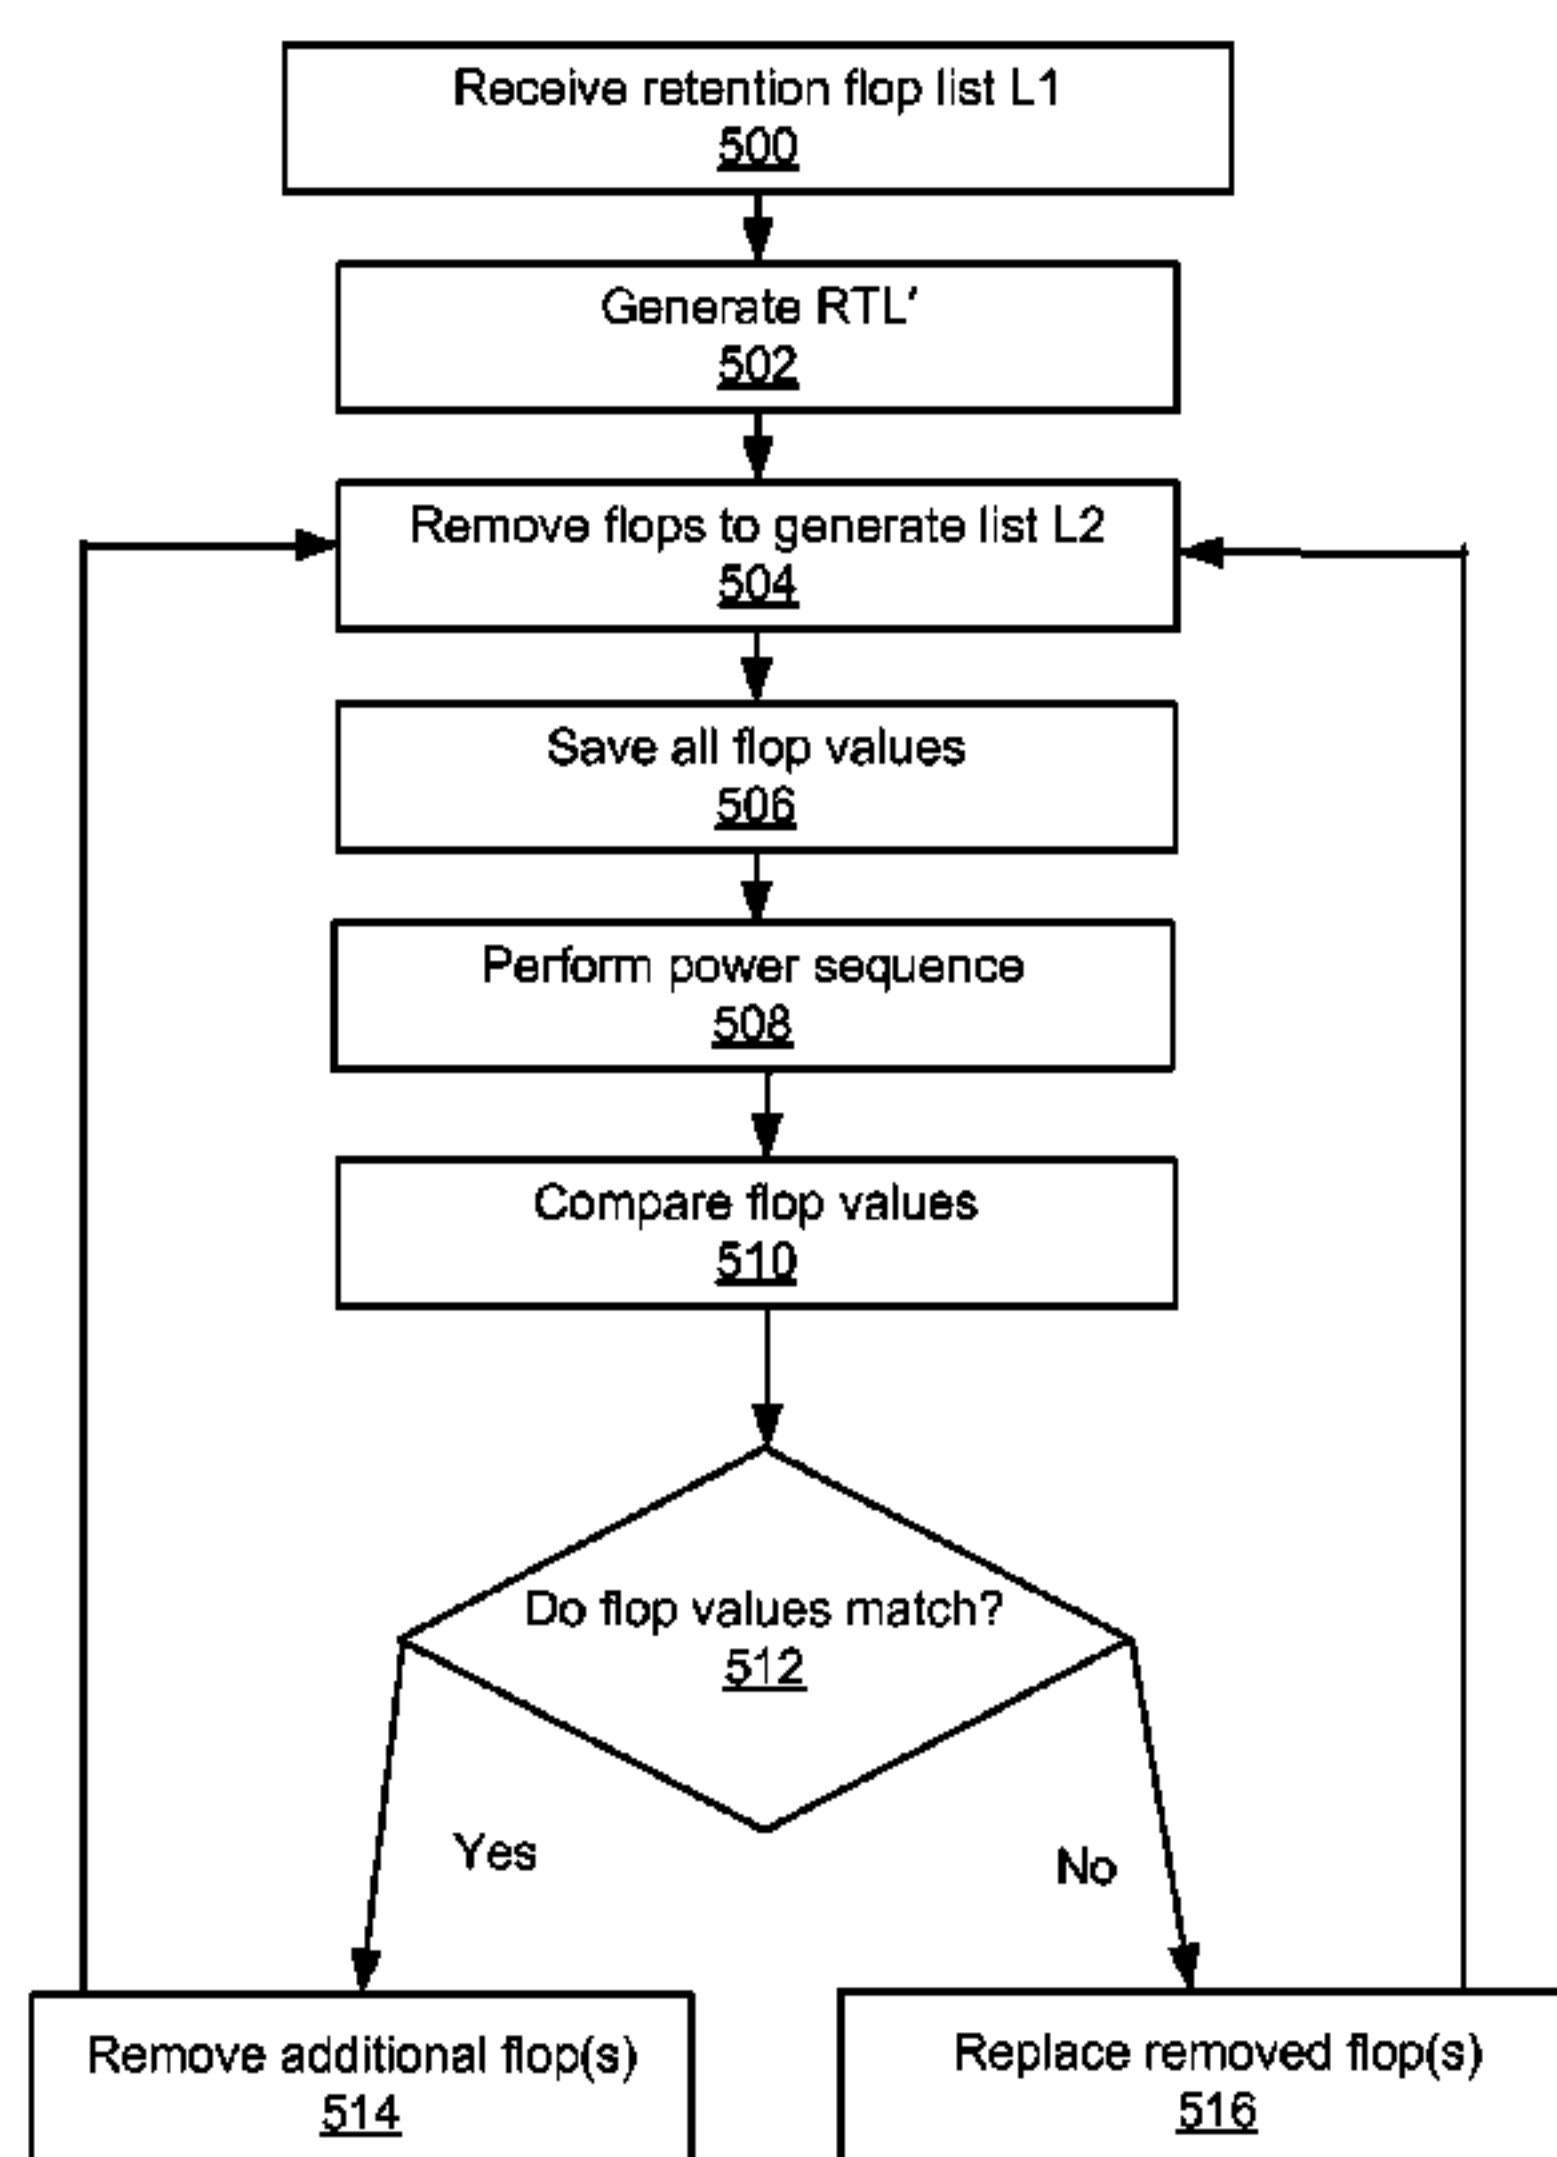 Receive retention flop list L1
500
Generate RTL'
502
Remove flops to generate list L2
504
Save all flop values
506
Perform power sequence
508
Compare flop values
510
Do flop values match?
512
Yes
No
Remove additional flop(s)
514
Replace removed flop(s)
516